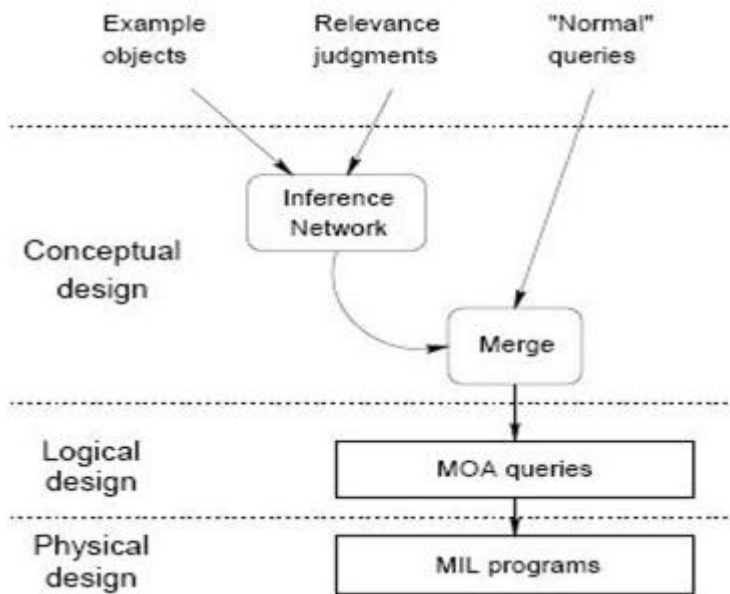 Example
objects
Relevance
judgments
"Normal"
queries
Inference
Network
Conceptual
design
Merge
Logical
design
MOA queries
Physical
design
MIL programs